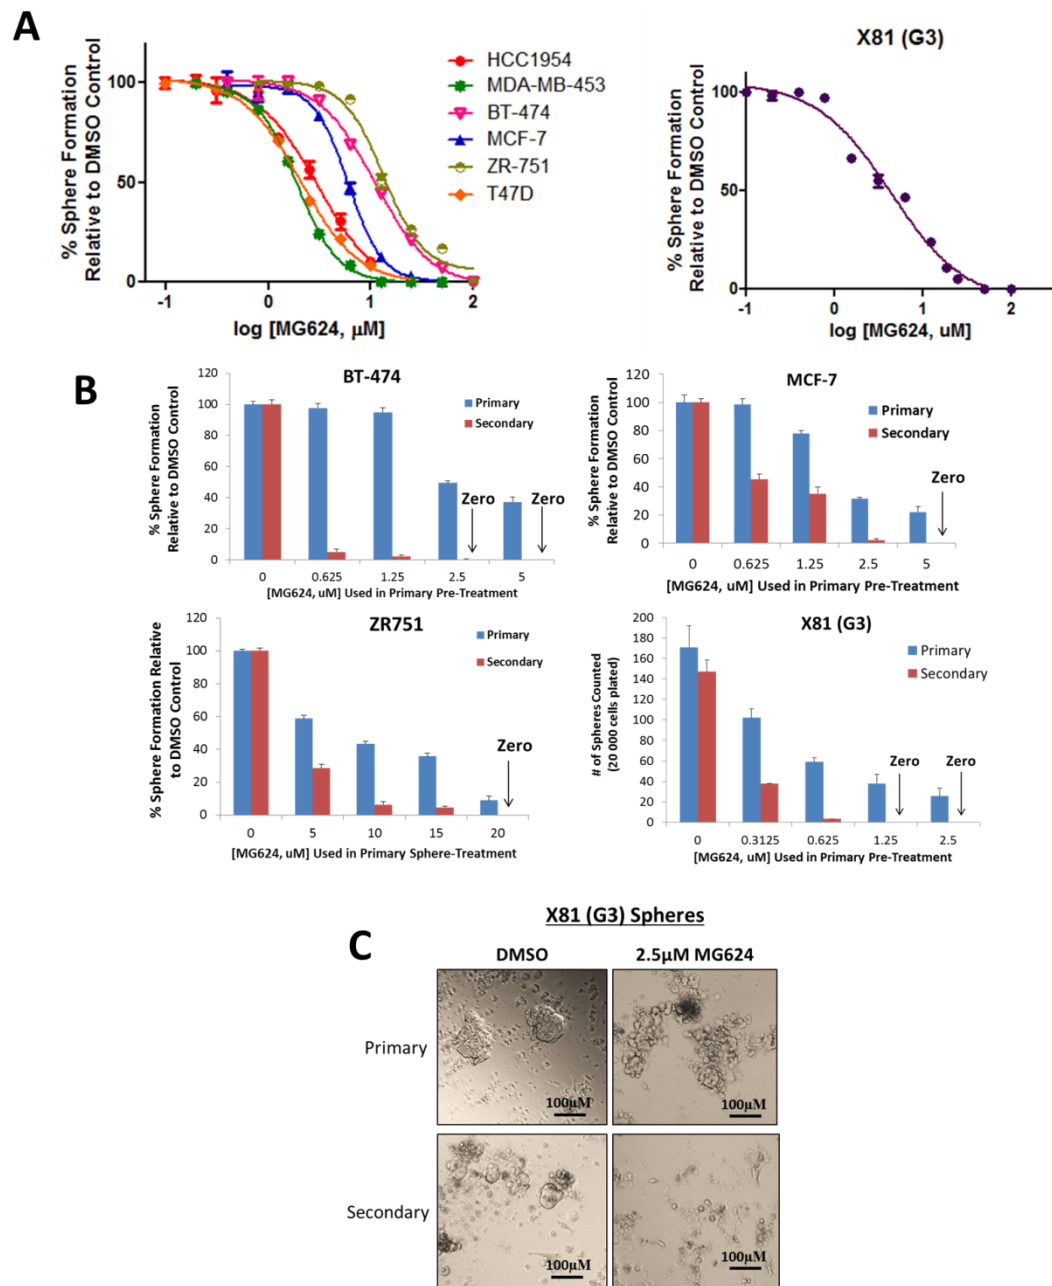 A
% Sphere Formation
Relative to DMSO Control
100
50
0
-1
0
1
2
log [MG624, µM]
HCC1954
MDA-MB-453
BT-474
MCF-7
ZR-751
T47D
X81 (G3)
% Sphere Formation
Relative to DMSO Control
100
50
0
-1
0
1
2
log [MG624, uM]
B
BT-474
% Sphere Formation
Relative to DMSO Control
120
100
80
60
40
20
0
Primary
Secondary
Zero
Zero
0
0.625
1.25
2.5
5
[MG624, uM] Used in Primary Pre-Treatment
MCF-7
% Sphere Formation
Relative to DMSO Control
120
100
80
60
40
20
0
Primary
Secondary
Zero
0
0.625
1.25
2.5
5
[MG624, uM] Used in Primary Pre-Treatment
ZR751
% Sphere Formation Relative
to DMSO Control
120
100
80
60
40
20
0
Primary
Secondary
Zero
0
5
10
15
20
[MG624, uM] Used in Primary Sphere-Treatment
X81 (G3)
# of Spheres Counted
(20 000 cells plated)
200
180
160
140
120
100
80
60
40
20
0
Primary
Secondary
Zero
Zero
0
0.3125
0.625
1.25
2.5
[MG624, uM] Used in Primary Pre-Treatment
C
X81 (G3) Spheres
DMSO
2.5µM MG624
Primary
100µM
100µM
Secondary
100µM
100µM